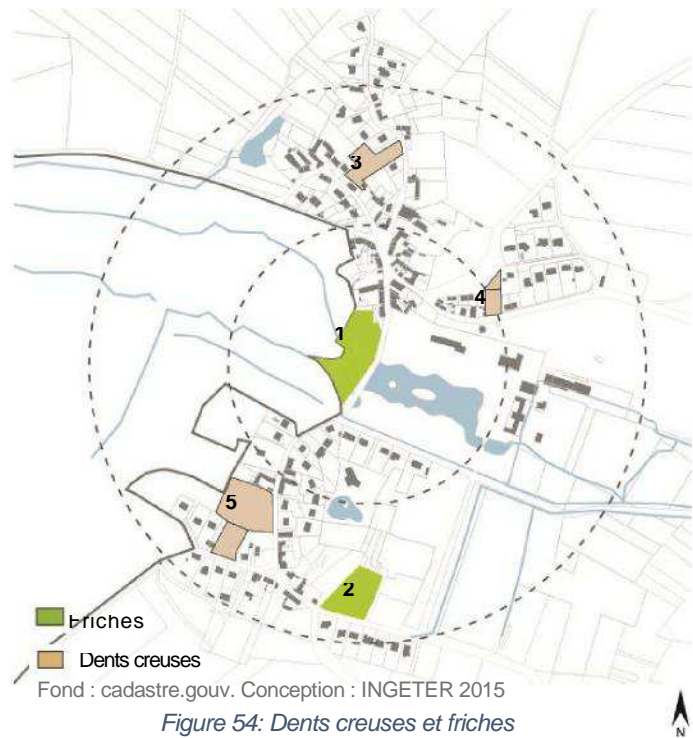 3
4
1
5
2
Friches
Dents creuses
Fond : cadastre.gouv. Conception : INGETER 2015
N
Figure 54: Dents creuses et friches